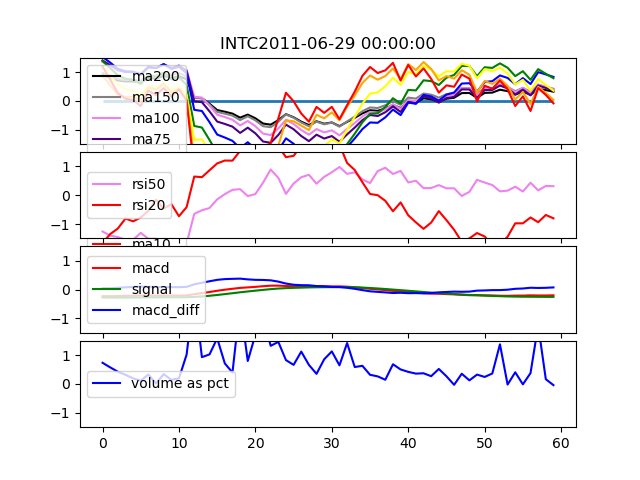 INTC2011-06-29 00:00:00
1
0
−1
ma200
ma150
ma100
ma75
1
0
−1
rsi50
rsi20
ma10
1
0
−1
macd
signal
macd_diff
1
0
−1
volume as pct
0 10 20 30 40 50 60